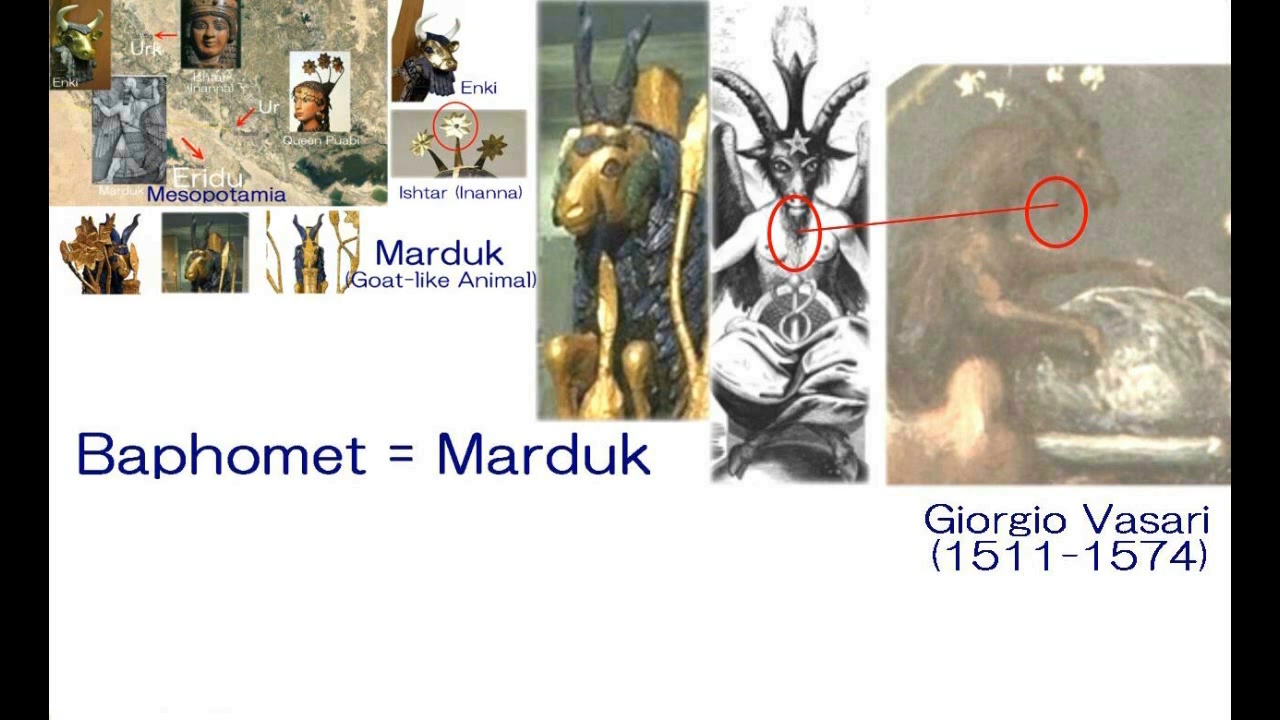 Enki
Urk
Ishtar
(Inanna)
Ur
Queen Puabi
Marduk
Eridu
Mesopotamia
Enki
Ishtar (Inanna)
Marduk
(Goat-like Animal)
Baphomet = Marduk
Giorgio Vasari
(1511-1574)